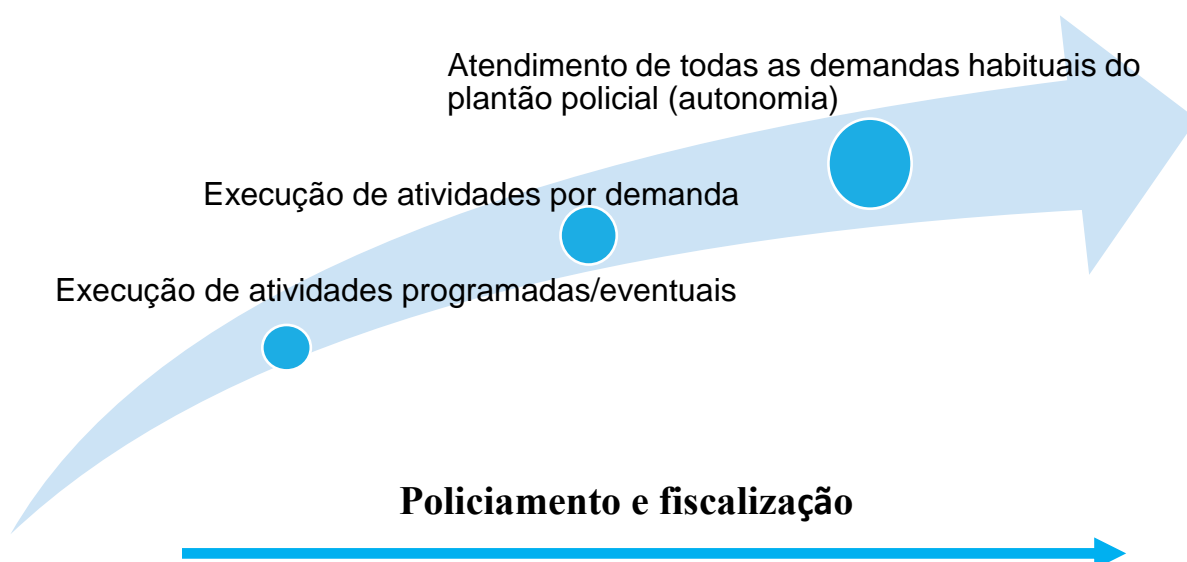 Atendimento de todas as demandas habituais do
plantão policial (autonomia)
Execução de atividades por demanda
Execução de atividades programadas/eventuais
Policiamento e fiscalização